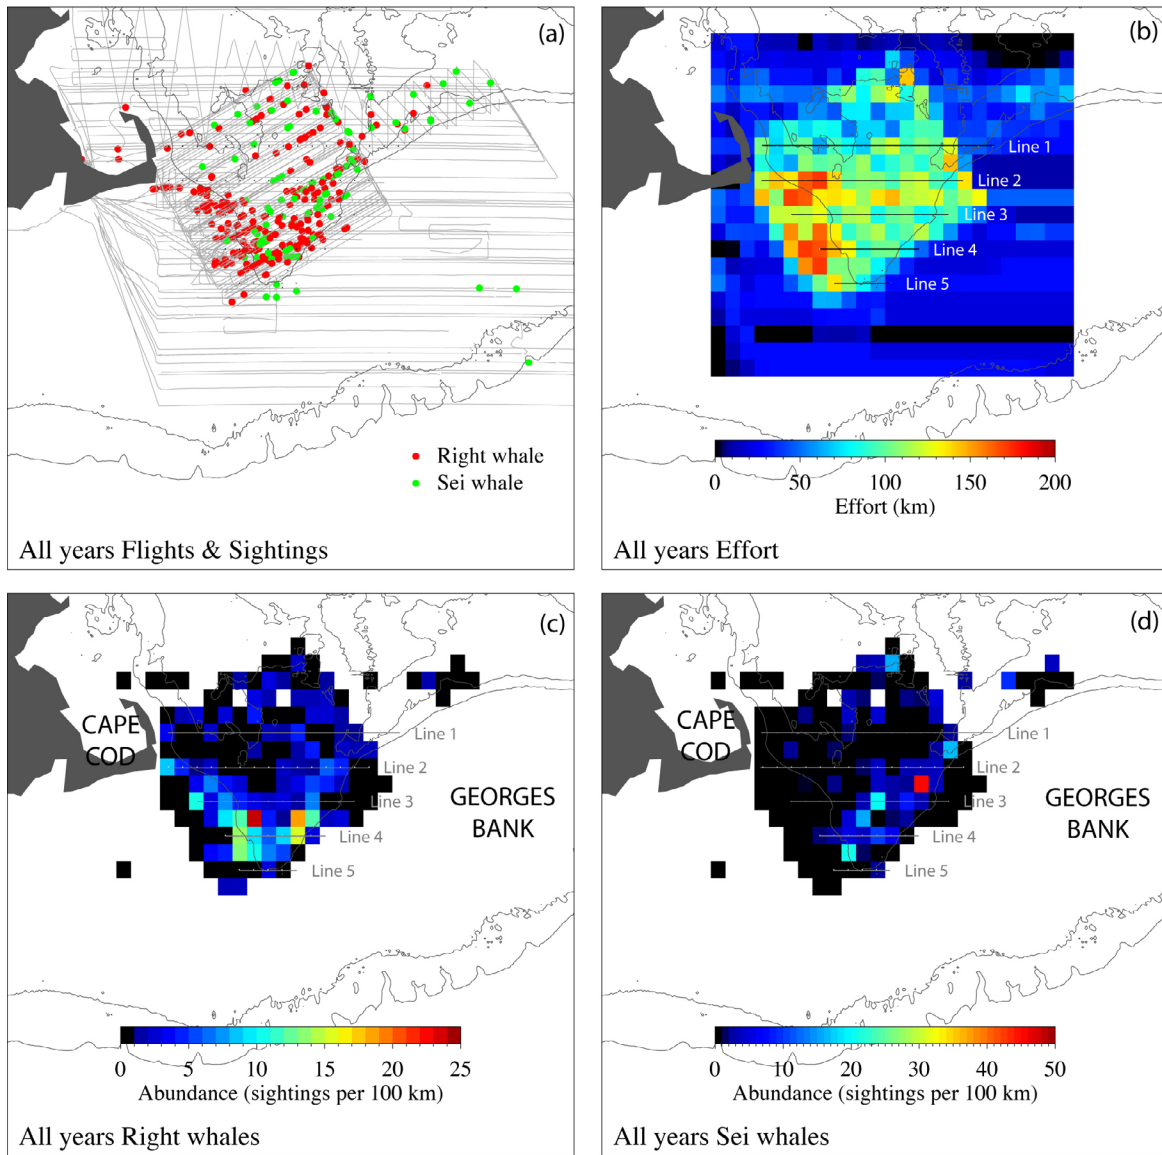 (a)
Right whale
Sei whale
All years Flights & Sightings
(b)
Line 1
Line 2
Line 3
Line 4
Line 5
0 50 100 150 200
Effort (km)
All years Effort
(c)
CAPE
COD
Line 1
Line 2
Line 3
GEORGES
BANK
Line 4
Line 5
0 5 10 15 20 25
Abundance (sightings per 100 km)
All years Right whales
(d)
CAPE
COD
Line 1
Line 2
Line 3
GEORGES
BANK
Line 4
Line 5
0 10 20 30 40 50
Abundance (sightings per 100 km)
All years Sei whales